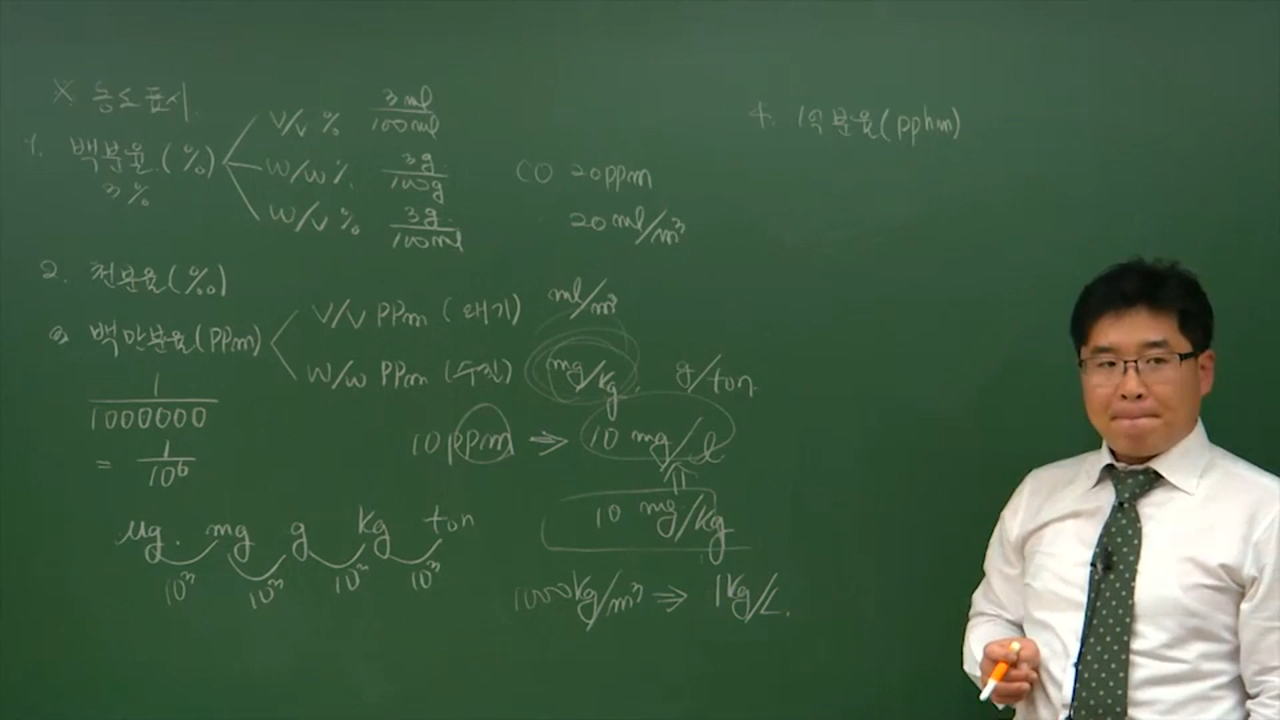 ※ 농도표시
1. 백분율(%)
3%
V/V %
3ml
100ml
W/W %
3g
100g
W/V %
3g
100ml
CO 20ppm
20ml/m³
2. 천분율(‰)
3. 백만분율(PPm)
1
1000000
= 1
10⁶
V/V PPm (대기) ml/m³
W/W PPm (수질) mg/kg g/ton
10ppm ⇒ 10 mg/l
10 mg/kg
1000kg/m³ ⇒ 1kg/L.
μg. mg g kg ton
10³ 10³ 10³ 10³
4. 1억분율(pphm)